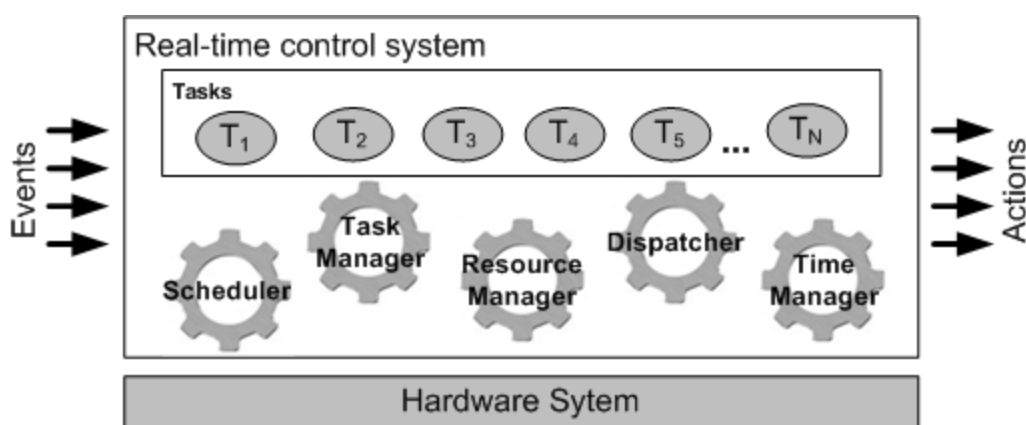 Real-time control system
Tasks
T₁ T₂ T₃ T₄ T₅ ... T_N
Events
Actions
Task
Manager
Dispatcher
Scheduler
Resource
Manager
Time
Manager
Hardware Sytem